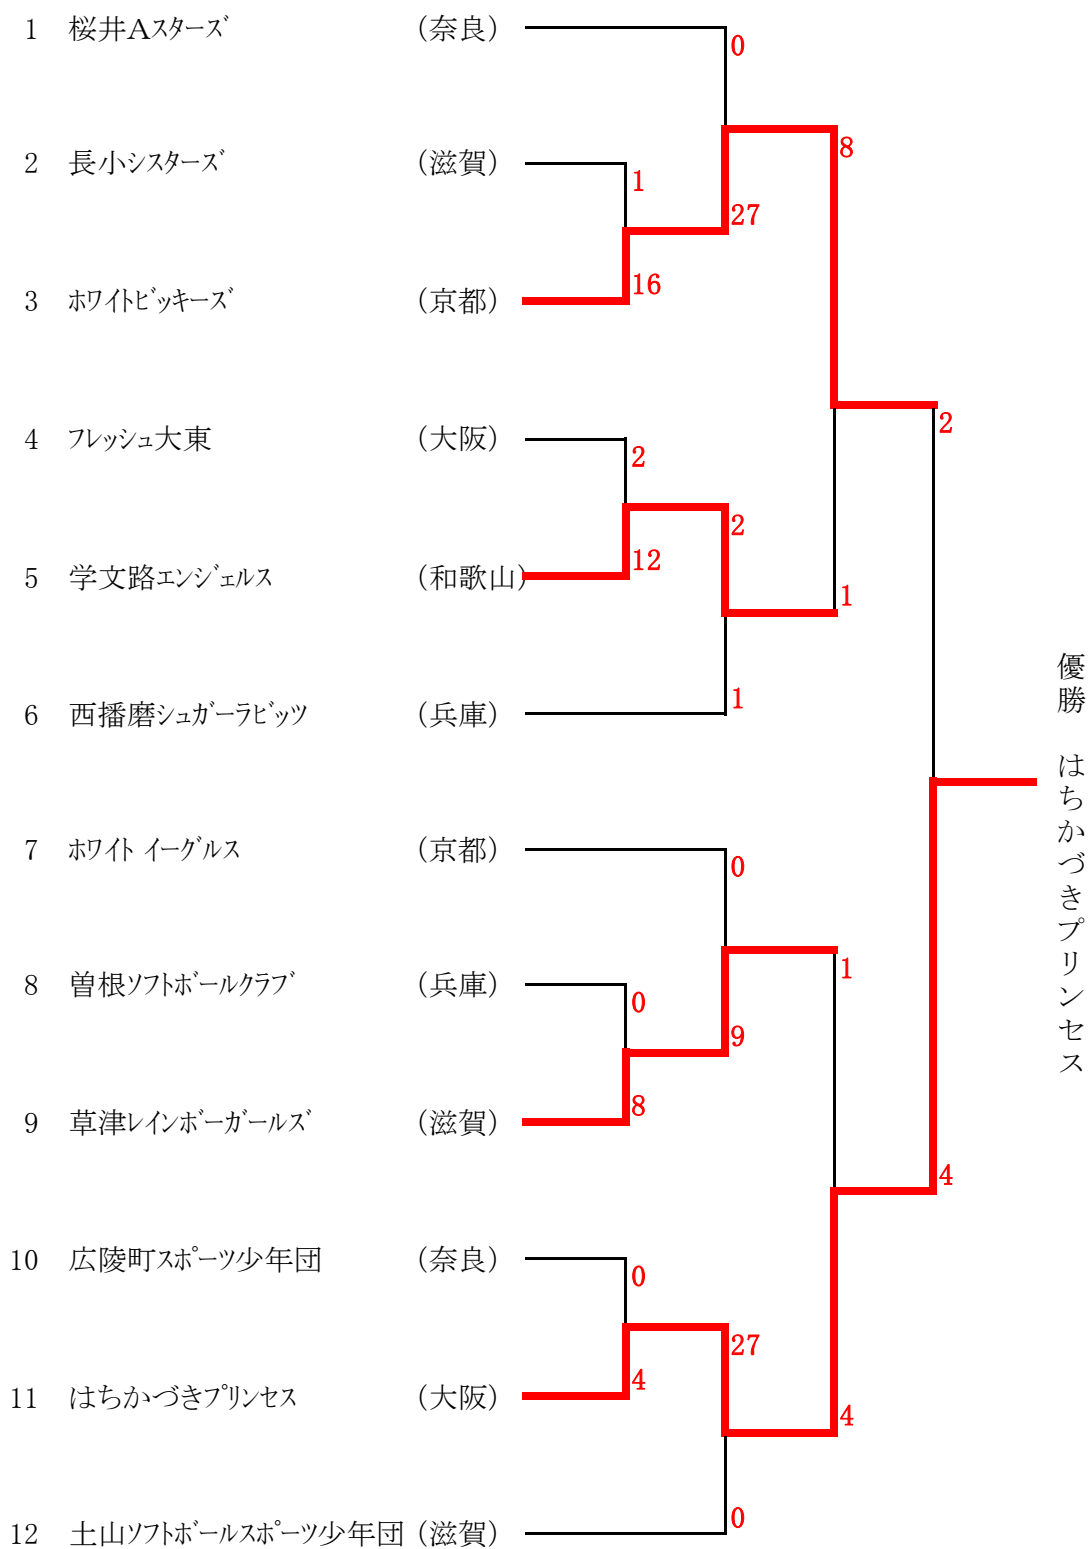 1 桜井Aスターズ (奈良)
0
8
2 長小シスターズ (滋賀)
1
27
3 ホワイトビッキーズ (京都)
16
2
4 フレッシュ大東 (大阪)
2
2
5 学文路エンジェルス (和歌山)
12
1
6 西播磨シュガーラビッツ (兵庫)
1
優勝 はちかづきプリンセス
7 ホワイト イーグルス (京都)
0
1
8 曽根ソフトボールクラブ (兵庫)
0
9
9 草津レインボーガールズ (滋賀)
8
4
10 広陵町スポーツ少年団 (奈良)
0
27
11 はちかづきプリンセス (大阪)
4
4
12 土山ソフトボールスポーツ少年団 (滋賀)
0